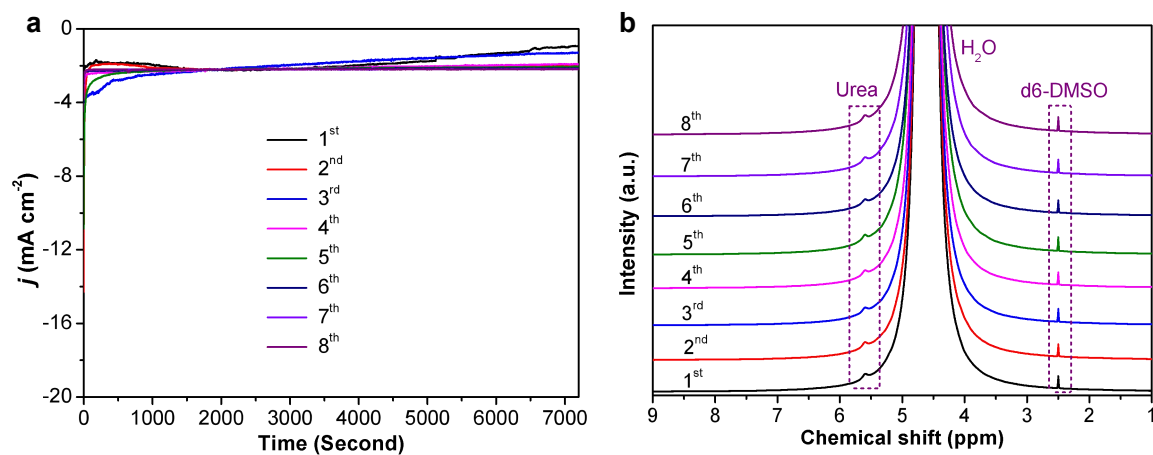 a
j (mA cm⁻²)
0
-4
-8
-12
-16
-20
1ˢᵗ
2ⁿᵈ
3ʳᵈ
4ᵗʰ
5ᵗʰ
6ᵗʰ
7ᵗʰ
8ᵗʰ
0 1000 2000 3000 4000 5000 6000 7000
Time (Second)
b
Intensity (a.u.)
H₂O
Urea
d6-DMSO
8ᵗʰ
7ᵗʰ
6ᵗʰ
5ᵗʰ
4ᵗʰ
3ʳᵈ
2ⁿᵈ
1ˢᵗ
9 8 7 6 5 4 3 2 1
Chemical shift (ppm)